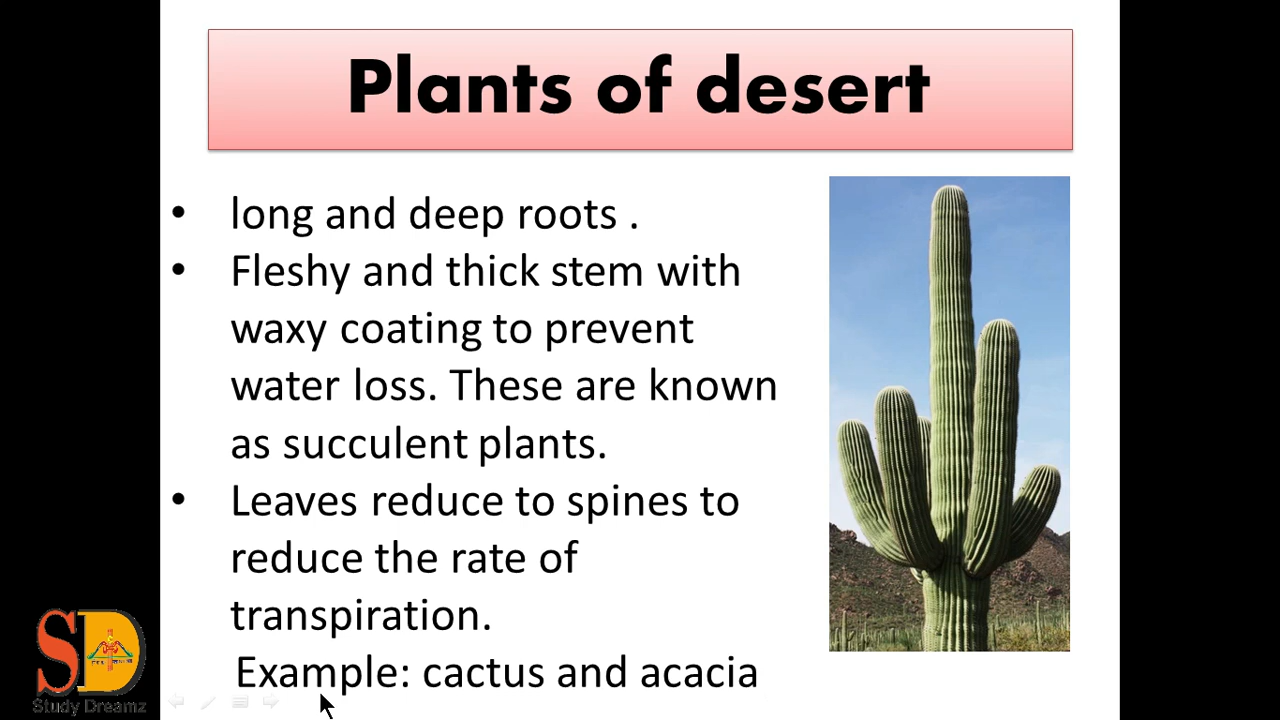 Plants of desert
• long and deep roots .
• Fleshy and thick stem with
waxy coating to prevent
water loss. These are known
as succulent plants.
• Leaves reduce to spines to
reduce the rate of
transpiration.
Example: cactus and acacia
SD
Study Dreamz